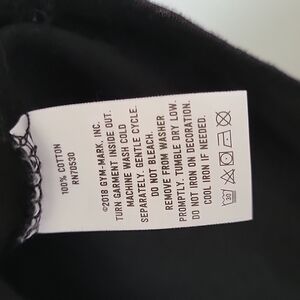 100% COTTON
RN70530
©2018 GYM-MARK, INC.
TURN GARMENT INSIDE OUT.
MACHINE WASH COLD
SEPARATELY. GENTLE CYCLE.
DO NOT BLEACH.
REMOVE FROM WASHER
PROMPTLY. TUMBLE DRY LOW.
DO NOT IRON ON DECORATION.
COOL IRON IF NEEDED.
30